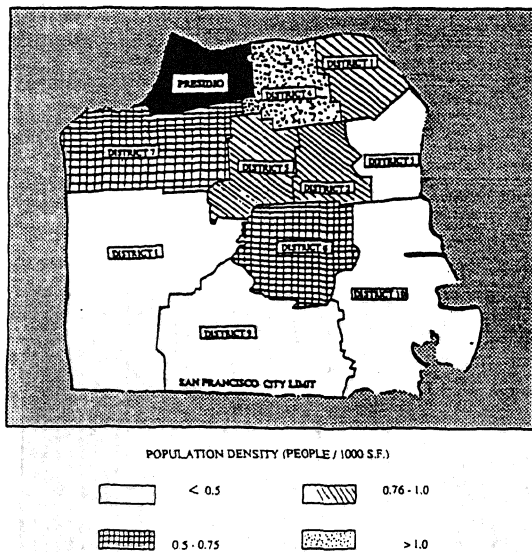 PRESIDIO
DISTRICT 1
DISTRICT 4
DISTRICT 7
DISTRICT 5
DISTRICT 3
DISTRICT 2
DISTRICT 6
DISTRICT 10
DISTRICT 9
SAN FRANCISCO CITY LIMIT
POPULATION DENSITY (PEOPLE / 1000 S.F.)
< 0.5
0.76 - 1.0
0.5 - 0.75
> 1.0